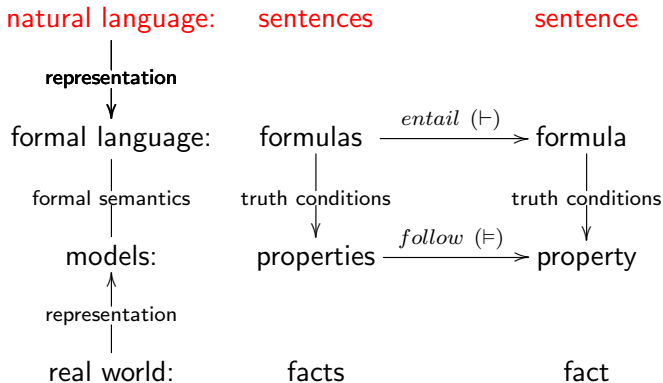 natural language: sentences sentence
representation
entail (⊢)
formal language: formulas formula
formal semantics truth conditions truth conditions
follow (⊨)
models: properties property
representation
real world: facts fact